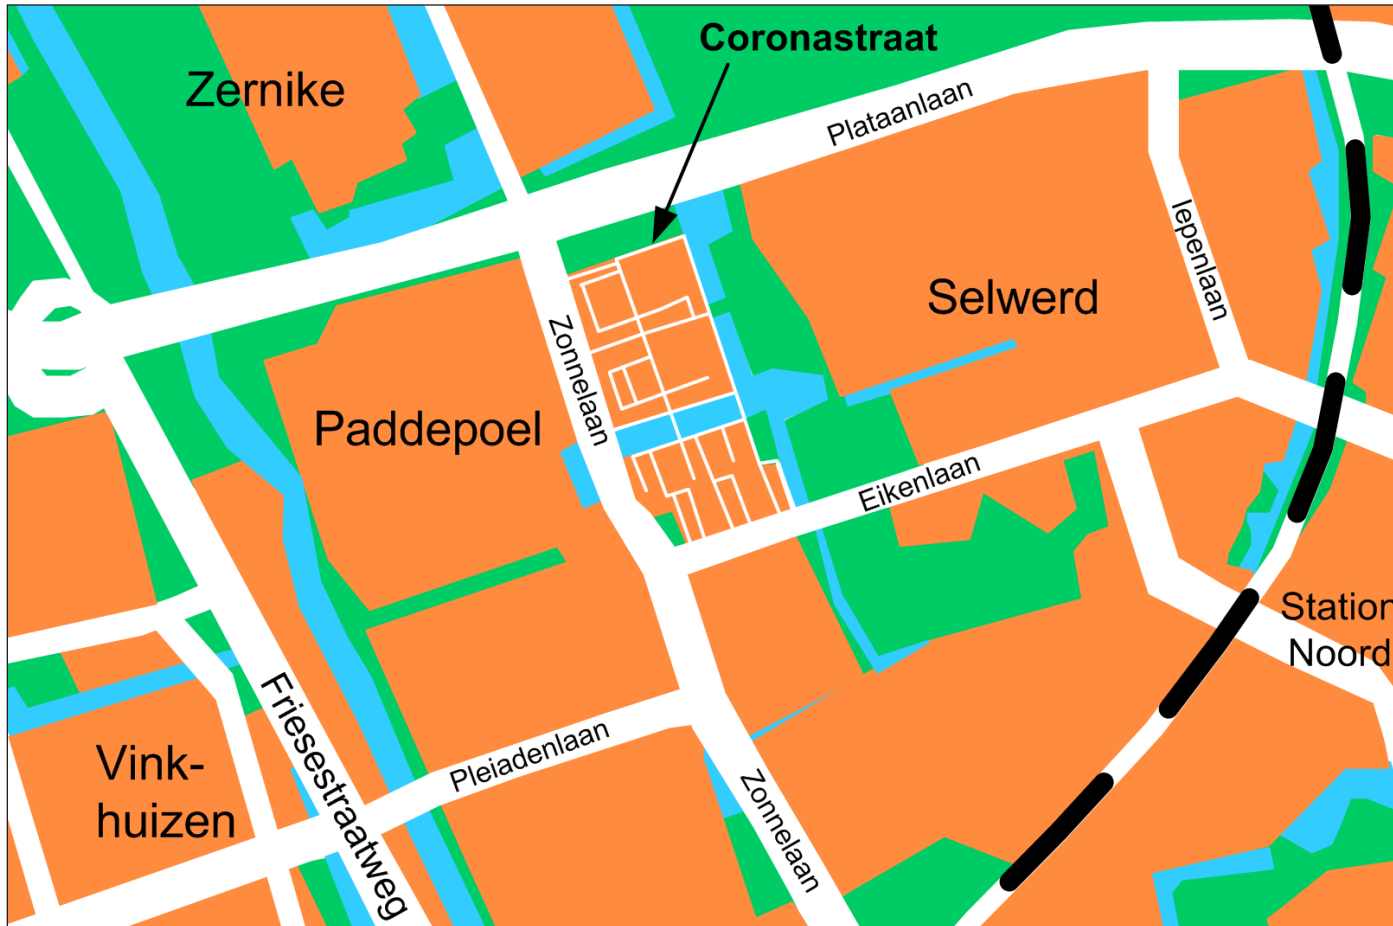 Coronastraat
Zernike
Plataanlaan
Iepenlaan
Selwerd
Zonnelaan
Paddepoel
Eikenlaan
Station
Noord
Friesestraatweg
Pleiadenlaan
Vink-
huizen
Zonnelaan